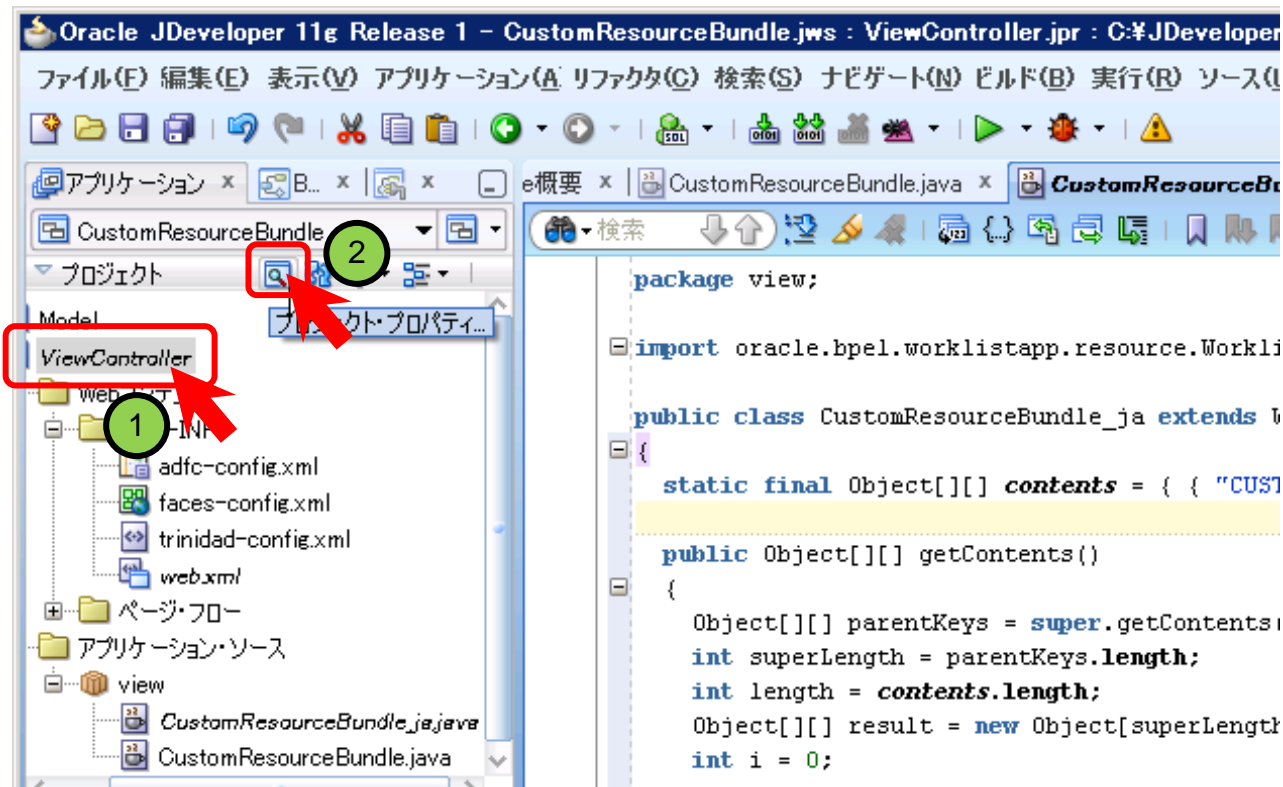 Oracle JDeveloper 11g Release 1 - CustomResourceBundle.jws : ViewController.jpr : C:¥JDeveloper
ファイル(F) 編集(E) 表示(V) アプリケーション(A リファクタ(C) 検索(S) ナビゲート(N) ビルド(B) 実行(R) ソース(U
アプリケーション x B... x x e概要 x CustomResourceBundle.java x CustomResourceBu
CustomResourceBundle 検索
2
プロジェクト
package view;
プロジェクト・プロパティ...
Model
ViewController
import oracle.bpel.worklistapp.resource.Workli
Web
1
-INF
public class CustomResourceBundle_ja extends W
{
adfc-config.xml
static final Object[][] contents = { { "CUST
faces-config.xml
trinidad-config.xml
public Object[][] getContents()
web.xml
{
ページ・フロー
Object[][] parentKeys = super.getContents(
アプリケーション・ソース
int superLength = parentKeys.length;
view
int length = contents.length;
CustomResourceBundle_ja.java
Object[][] result = new Object[superLength
CustomResourceBundle.java
int i = 0;